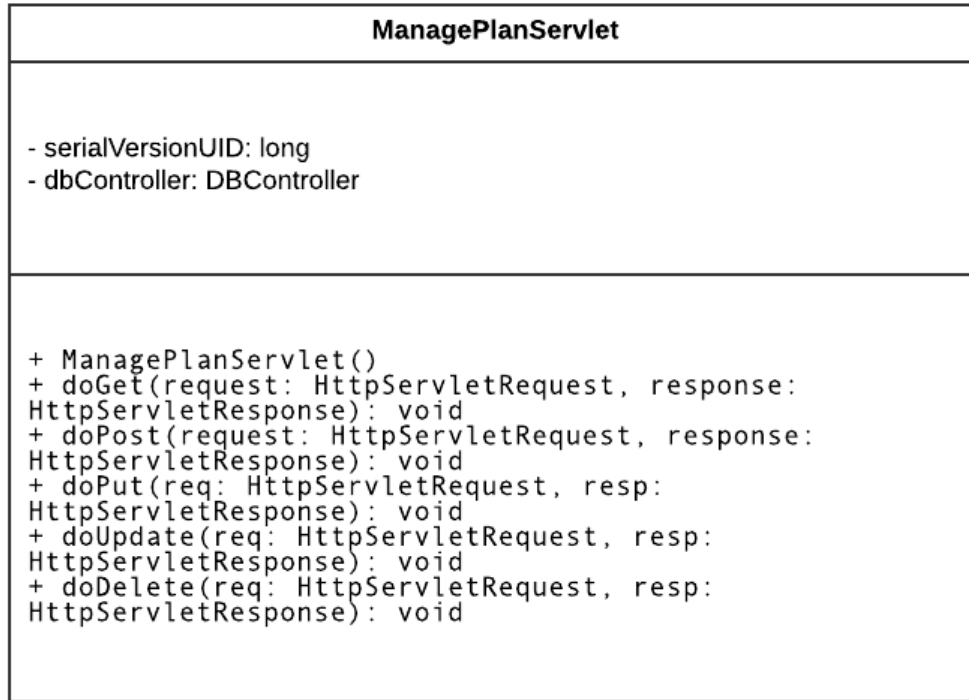 ManagePlanServlet
- serialVersionUID: long
- dbController: DBController
+ ManagePlanServlet()
+ doGet(request: HttpServletRequest, response:
HttpServletResponse): void
+ doPost(request: HttpServletRequest, response:
HttpServletResponse): void
+ doPut(req: HttpServletRequest, resp:
HttpServletResponse): void
+ doUpdate(req: HttpServletRequest, resp:
HttpServletResponse): void
+ doDelete(req: HttpServletRequest, resp:
HttpServletResponse): void